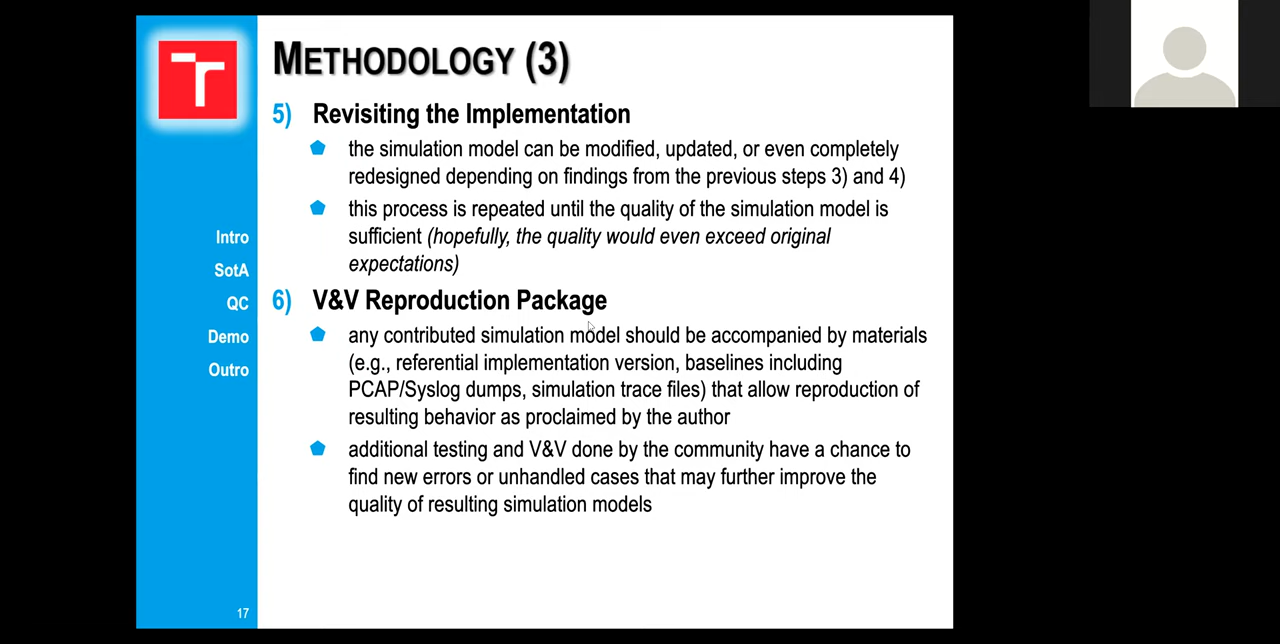 METHODOLOGY (3)
5) Revisiting the Implementation
the simulation model can be modified, updated, or even completely
redesigned depending on findings from the previous steps 3) and 4)
this process is repeated until the quality of the simulation model is
sufficient (hopefully, the quality would even exceed original
expectations)
6) V&V Reproduction Package
any contributed simulation model should be accompanied by materials
(e.g., referential implementation version, baselines including
PCAP/Syslog dumps, simulation trace files) that allow reproduction of
resulting behavior as proclaimed by the author
additional testing and V&V done by the community have a chance to
find new errors or unhandled cases that may further improve the
quality of resulting simulation models
Intro
SotA
QC
Demo
Outro
17